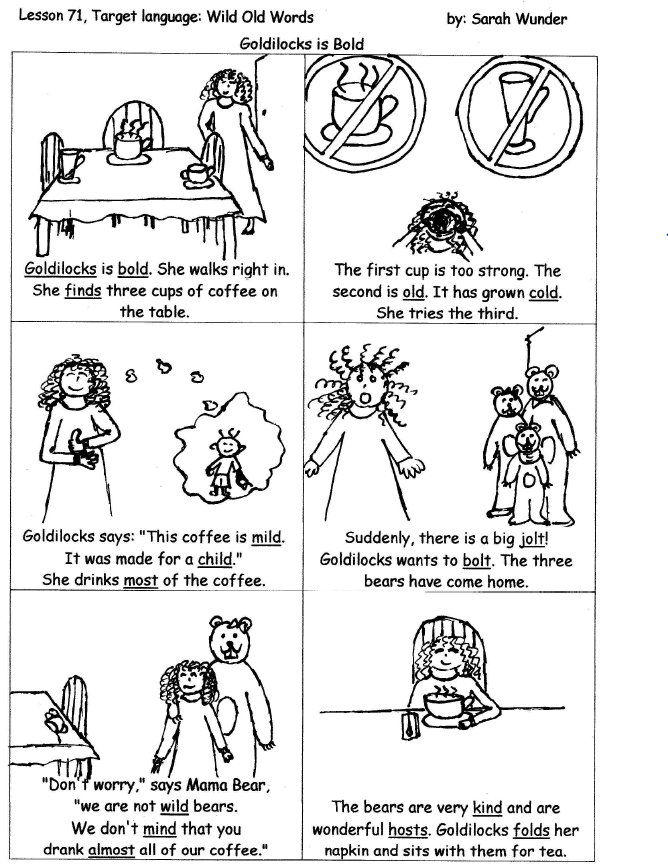 Lesson 71, Target language: Wild Old Words by: Sarah Wunder
Goldilocks is Bold
Goldilocks is bold. She walks right in.
She finds three cups of coffee on
the table.
The first cup is too strong. The
second is old. It has grown cold.
She tries the third.
Goldilocks says: "This coffee is mild.
It was made for a child."
She drinks most of the coffee.
Suddenly, there is a big jolt!
Goldilocks wants to bolt. The three
bears have come home.
"Don't worry," says Mama Bear,
"we are not wild bears.
We don't mind that you
drank almost all of our coffee."
The bears are very kind and are
wonderful hosts. Goldilocks folds her
napkin and sits with them for tea.